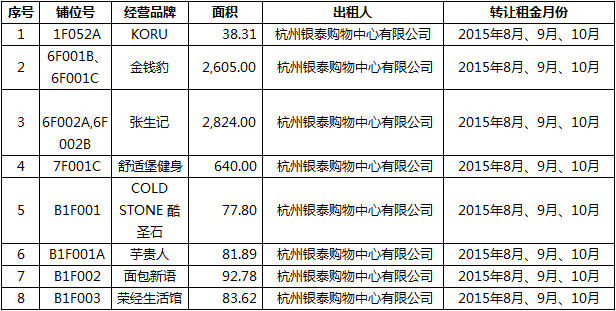 序号 铺位号 经营品牌 面积 出租人 转让租金月份
1 1F052A KORU 38.31 杭州银泰购物中心有限公司 2015年8月、9月、10月
2 6F001B、6F001C 金钱豹 2,605.00 杭州银泰购物中心有限公司 2015年8月、9月、10月
3 6F002A,6F002B 张生记 2,824.00 杭州银泰购物中心有限公司 2015年8月、9月、10月
4 7F001C 舒适堡健身 640.00 杭州银泰购物中心有限公司 2015年8月、9月、10月
5 B1F001 COLD STONE 酷圣石 77.80 杭州银泰购物中心有限公司 2015年8月、9月、10月
6 B1F001A 芋贵人 81.89 杭州银泰购物中心有限公司 2015年8月、9月、10月
7 B1F002 面包新语 92.78 杭州银泰购物中心有限公司 2015年8月、9月、10月
8 B1F003 荣经生活馆 83.62 杭州银泰购物中心有限公司 2015年8月、9月、10月